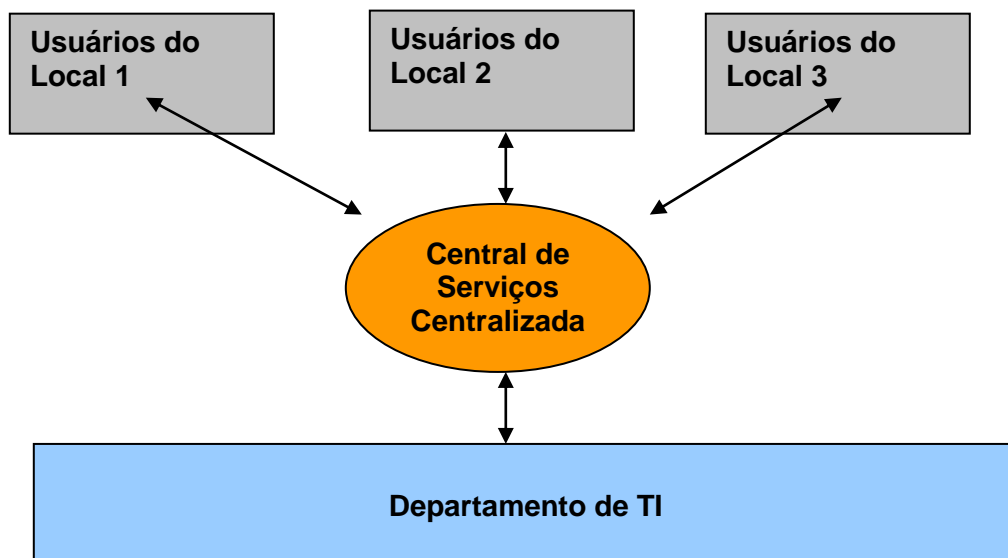 Usuários do
Local 1
Usuários do
Local 2
Usuários do
Local 3
Central de
Serviços
Centralizada
Departamento de TI